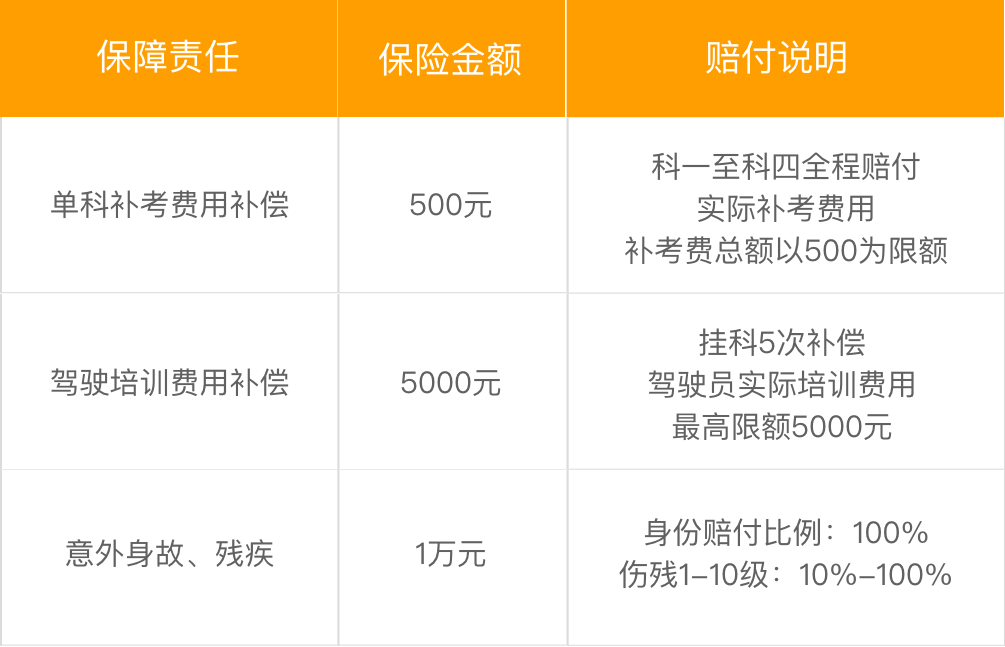 保障责任
保险金额
赔付说明
单科补考费用补偿
500元
科一至科四全程赔付
实际补考费用
补考费总额以500为限额
驾驶培训费用补偿
5000元
挂科5次补偿
驾驶员实际培训费用
最高限额5000元
意外身故、残疾
1万元
身份赔付比例：100%
伤残1-10级：10%-100%